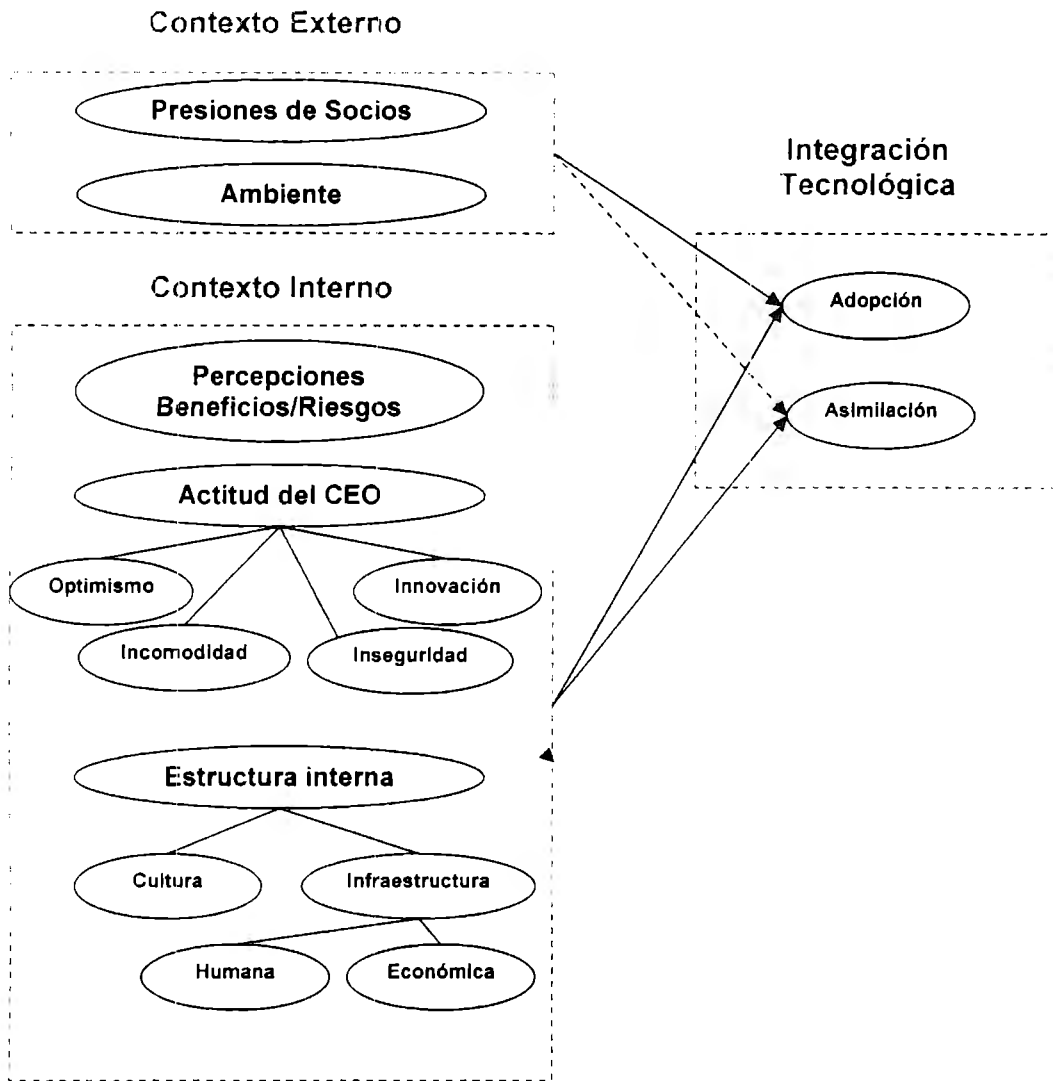 Contexto Externo
Presiones de Socios
Ambiente
Integración
Tecnológica
Adopción
Asimilación
Contexto Interno
Percepciones
Beneficios/Riesgos
Actitud del CEO
Optimismo
Innovación
Incomodidad
Inseguridad
Estructura interna
Cultura
Infraestructura
Humana
Económica